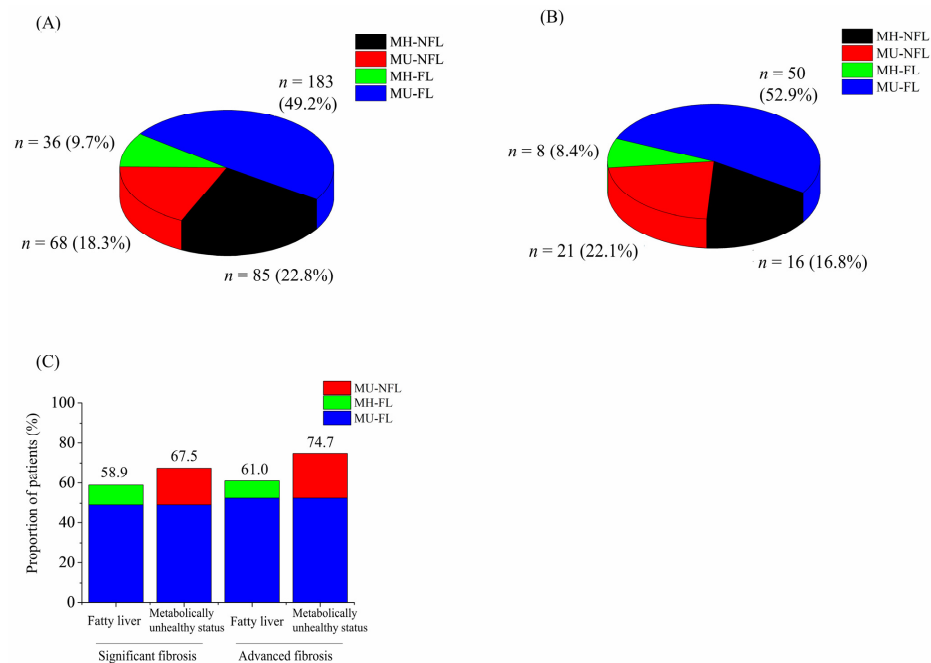 (A)
MH-NFL
MU-NFL
MH-FL
MU-FL
n = 183
(49.2%)
n = 36 (9.7%)
n = 68 (18.3%)
n = 85 (22.8%)
(B)
MH-NFL
MU-NFL
MH-FL
MU-FL
n = 50
(52.9%)
n = 8 (8.4%)
n = 21 (22.1%)
n = 16 (16.8%)
(C)
MU-NFL
MH-FL
MU-FL
Proportion of patients (%)
100
80
60
40
20
0
58.9
67.5
61.0
74.7
Fatty liver
Metabolically
unhealthy status
Fatty liver
Metabolically
unhealthy status
Significant fibrosis
Advanced fibrosis